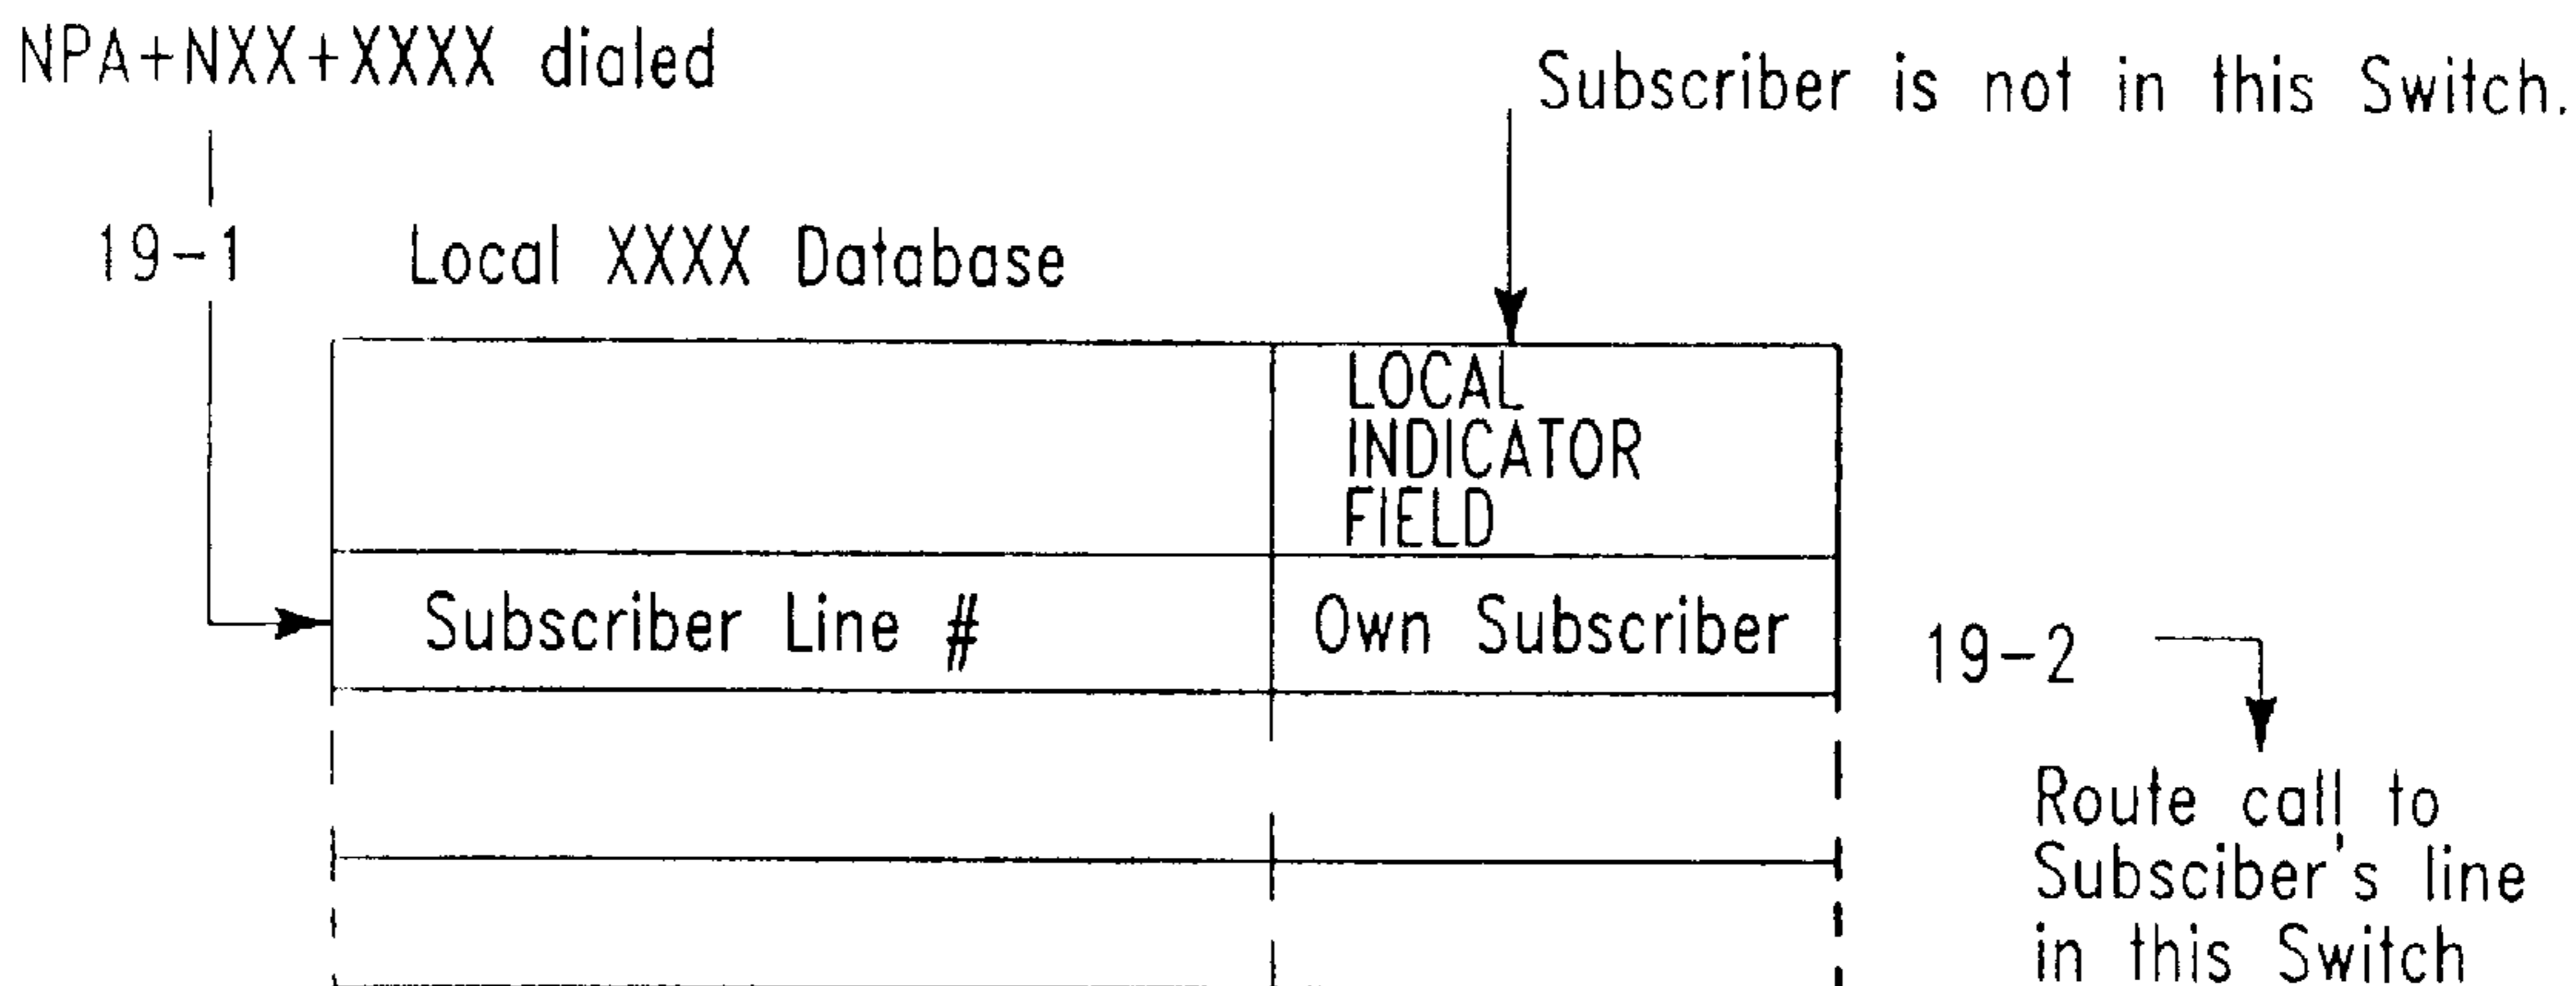 NPA+NXX+XXXX dialed
Subscriber is not in this Switch.
19-1
Local XXXX Database
LOCAL
INDICATOR
FIELD
Subscriber Line #
Own Subscriber
19-2
Route call to
Subsciber's line
in this Switch